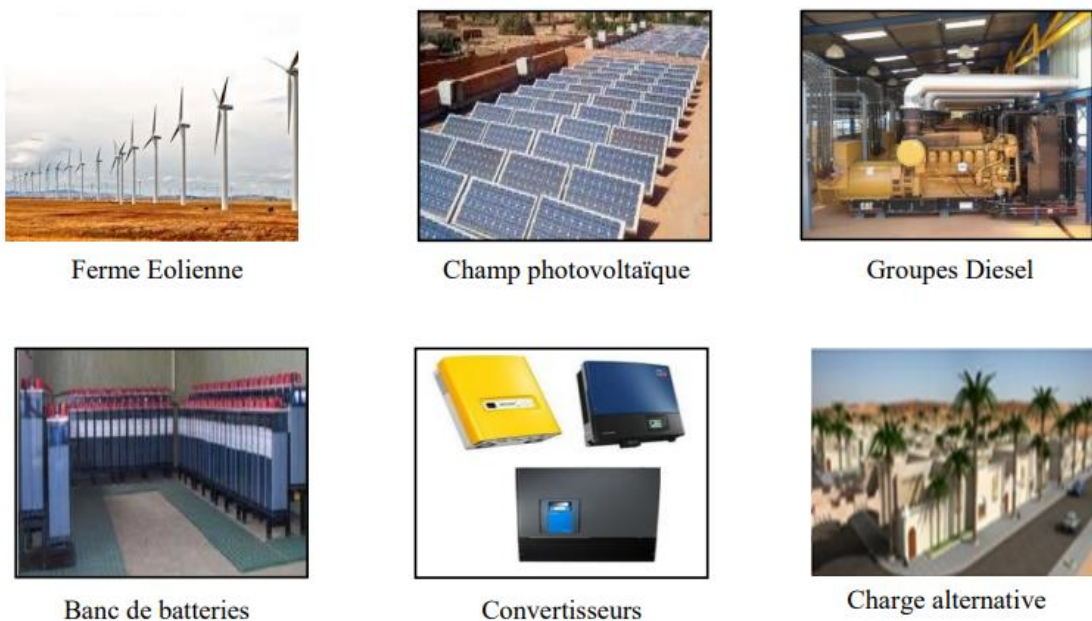 Ferme Eolienne
Champ photovoltaïque
Groupes Diesel
Banc de batteries
Convertisseurs
Charge alternative